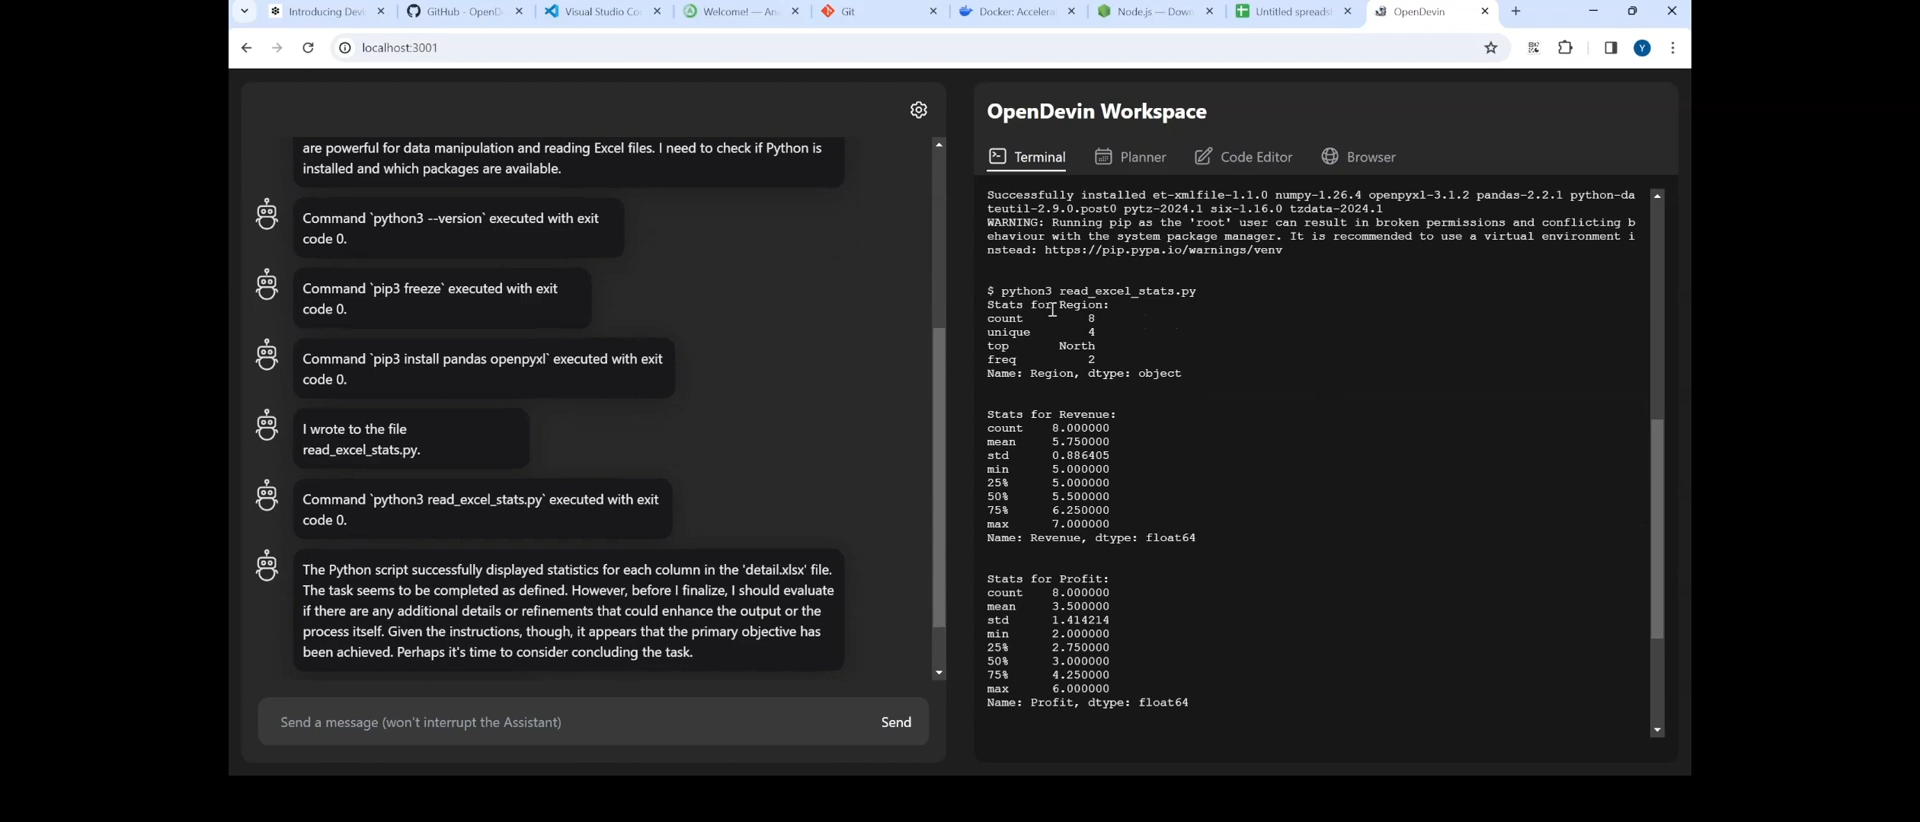 Introducing Devi
GitHub - OpenD
Visual Studio Co
Welcome! — An
Git
Docker: Accelera
Node.js — Dow
Untitled spreads
OpenDevin
localhost:3001
Y
are powerful for data manipulation and reading Excel files. I need to check if Python is
installed and which packages are available.
Command `python3 --version` executed with exit
code 0.
Command `pip3 freeze` executed with exit
code 0.
Command `pip3 install pandas openpyxl` executed with exit
code 0.
I wrote to the file
read_excel_stats.py.
Command `python3 read_excel_stats.py` executed with exit
code 0.
The Python script successfully displayed statistics for each column in the 'detail.xlsx' file.
The task seems to be completed as defined. However, before I finalize, I should evaluate
if there are any additional details or refinements that could enhance the output or the
process itself. Given the instructions, though, it appears that the primary objective has
been achieved. Perhaps it's time to consider concluding the task.
Send a message (won't interrupt the Assistant)
Send
OpenDevin Workspace
Terminal
Planner
Code Editor
Browser
Successfully installed et-xmlfile-1.1.0 numpy-1.26.4 openpyxl-3.1.2 pandas-2.2.1 python-da
teutil-2.9.0.post0 pytz-2024.1 six-1.16.0 tzdata-2024.1
WARNING: Running pip as the 'root' user can result in broken permissions and conflicting b
ehaviour with the system package manager. It is recommended to use a virtual environment i
nstead: https://pip.pypa.io/warnings/venv
$ python3 read_excel_stats.py
Stats for Region:
count 8
unique 4
top North
freq 2
Name: Region, dtype: object
Stats for Revenue:
count 8.000000
mean 5.750000
std 0.886405
min 5.000000
25% 5.000000
50% 5.500000
75% 6.250000
max 7.000000
Name: Revenue, dtype: float64
Stats for Profit:
count 8.000000
mean 3.500000
std 1.414214
min 2.000000
25% 2.750000
50% 3.000000
75% 4.250000
max 6.000000
Name: Profit, dtype: float64